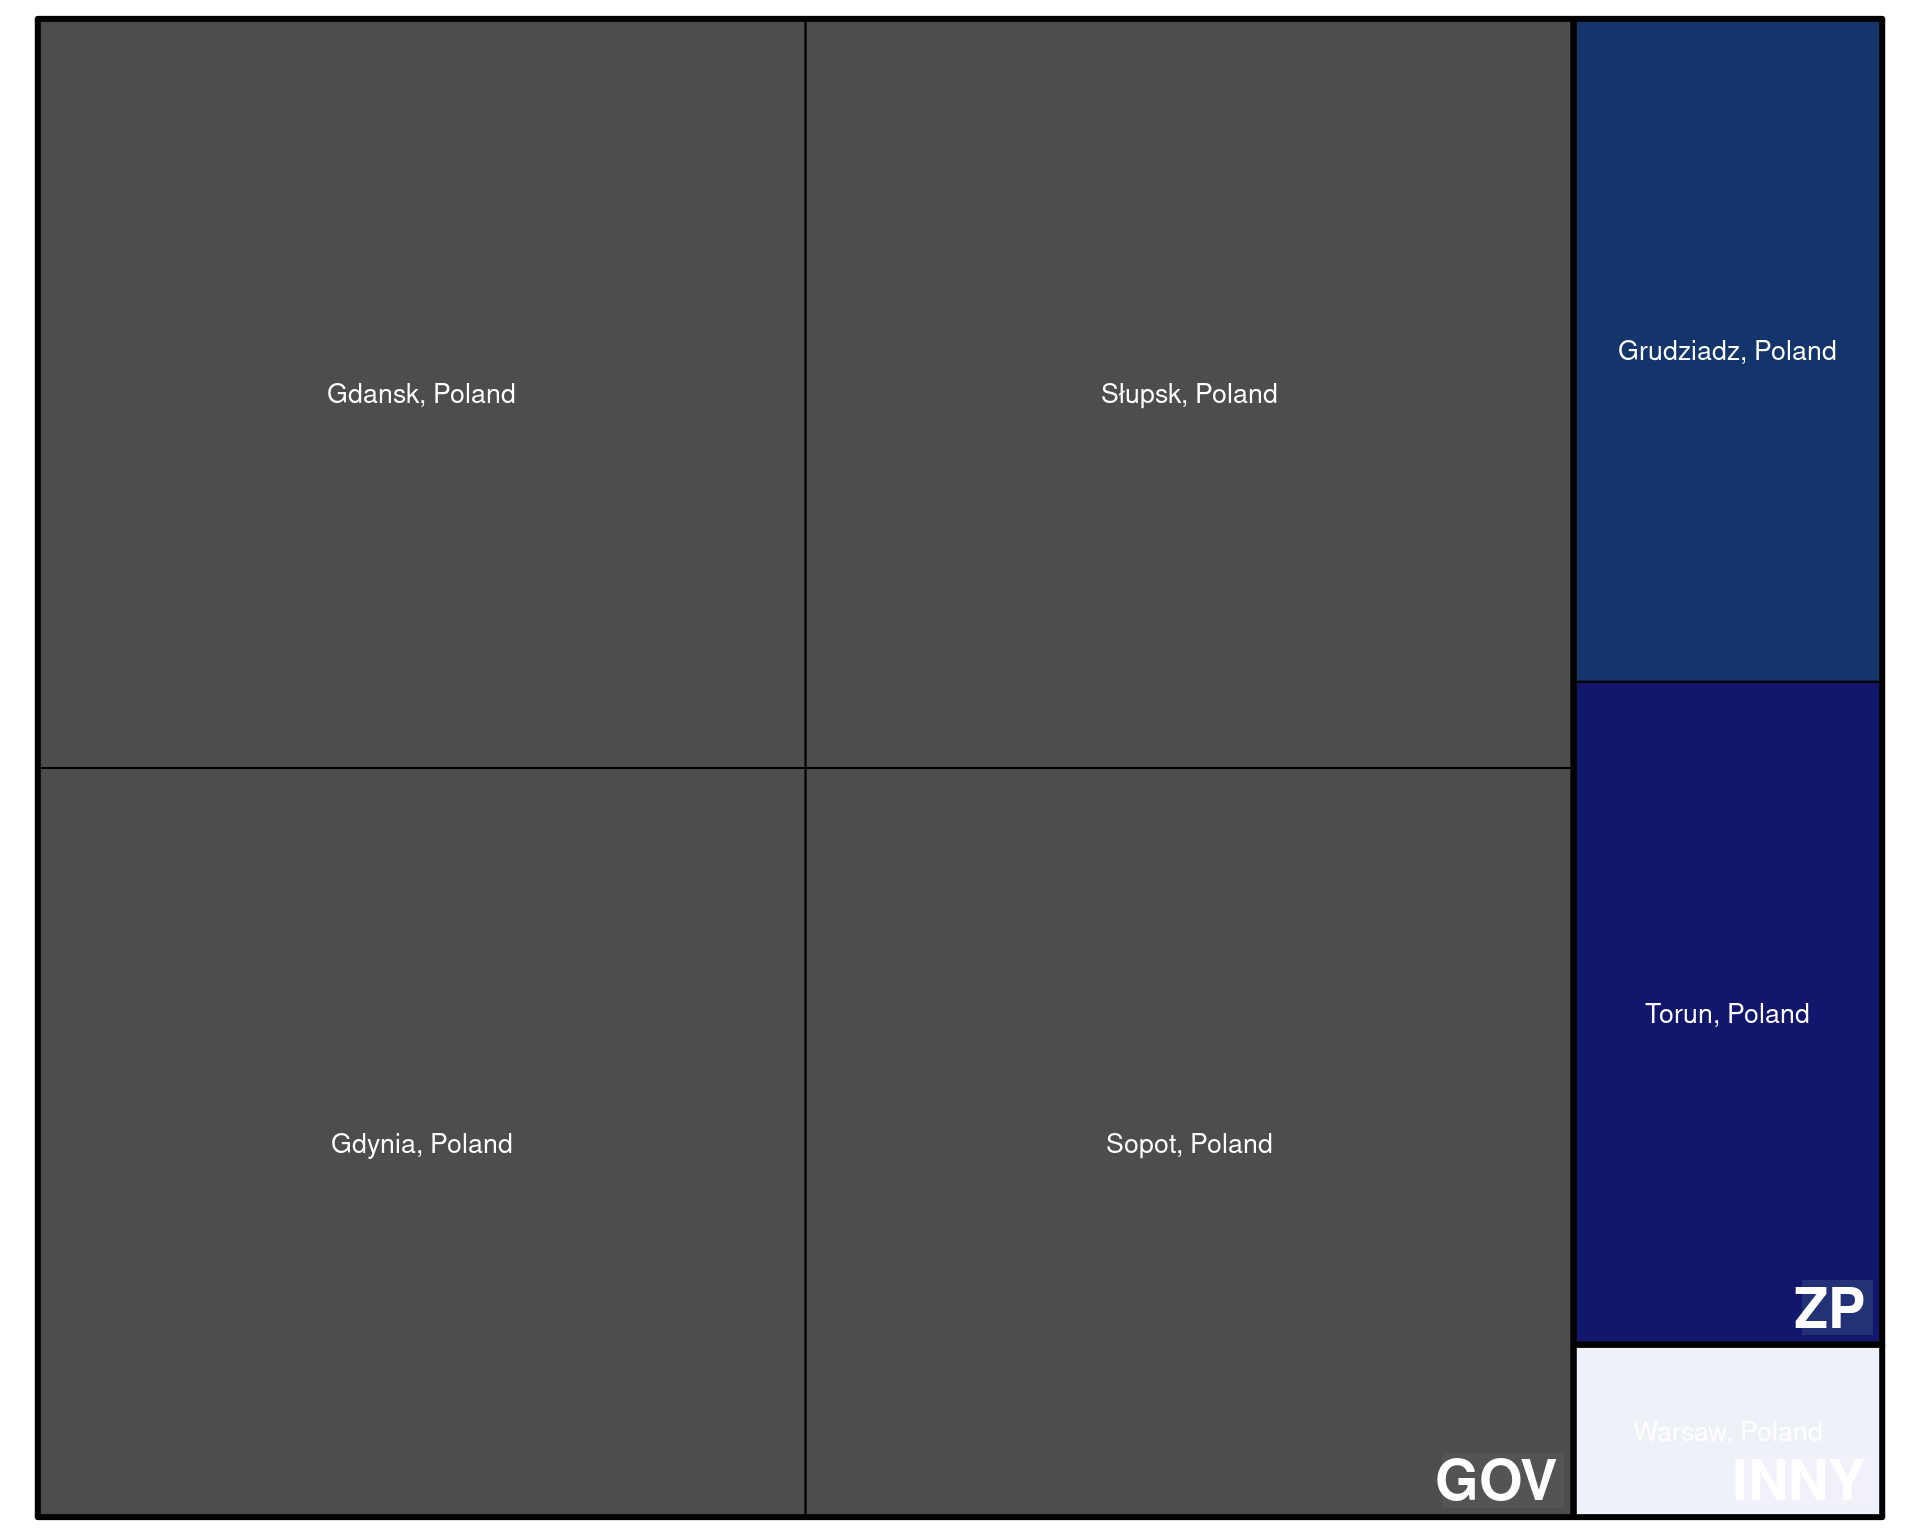 Gdansk, Poland
Słupsk, Poland
Grudziadz, Poland
Gdynia, Poland
Sopot, Poland
Torun, Poland
ZP
Warsaw, Poland
GOV
INNY